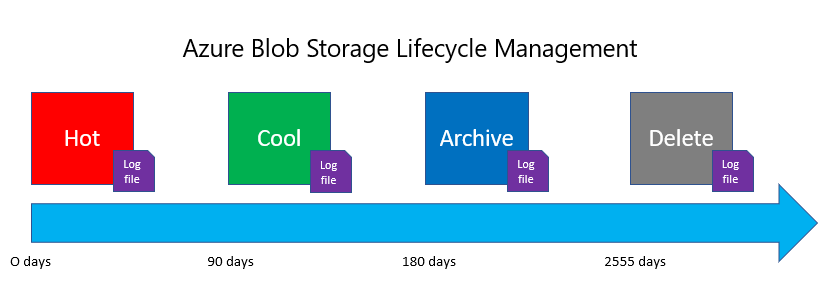 Azure Blob Storage Lifecycle Management
Hot
Log
file
Cool
Log
file
Archive
Log
file
Delete
Log
file
O days
90 days
180 days
2555 days